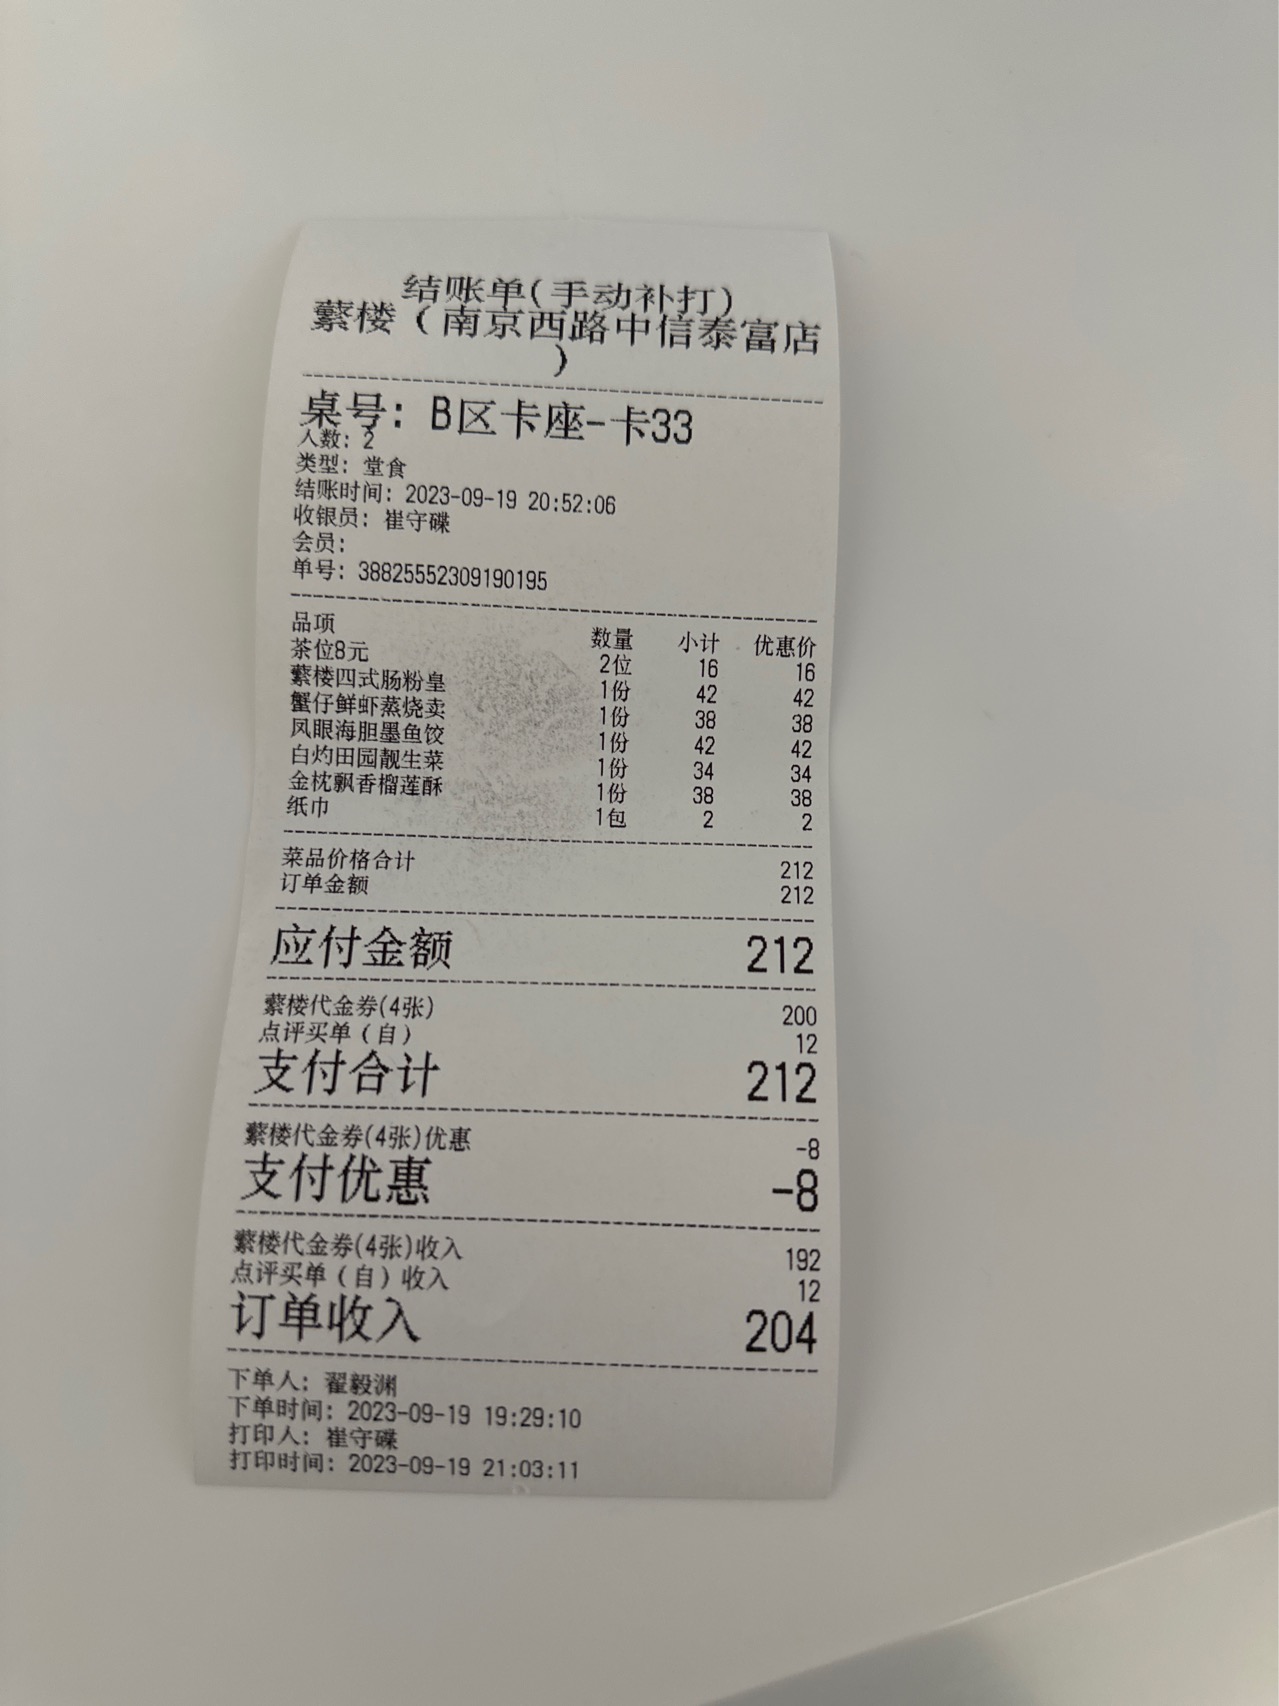 结账单(手动补打)
蘩楼（南京西路中信泰富店
）
桌号: B区卡座-卡33
人数: 2
类型: 堂食
结账时间: 2023-09-19 20:52:06
收银员: 崔守碟
会员:
单号: 38825552309190195
品项 数量 小计 优惠价
茶位8元 2位 16 16
蘩楼四式肠粉皇 1份 42 42
蟹仔鲜虾蒸烧卖 1份 38 38
凤眼海胆墨鱼饺 1份 42 42
白灼田园靓生菜 1份 34 34
金枕飘香榴莲酥 1份 38 38
纸巾 1包 2 2
菜品价格合计 212
订单金额 212
应付金额 212
蘩楼代金券(4张) 200
点评买单（自） 12
支付合计 212
蘩楼代金券(4张)优惠 -8
支付优惠 -8
蘩楼代金券(4张)收入 192
点评买单（自）收入 12
订单收入 204
下单人: 翟毅渊
下单时间: 2023-09-19 19:29:10
打印人: 崔守碟
打印时间: 2023-09-19 21:03:11